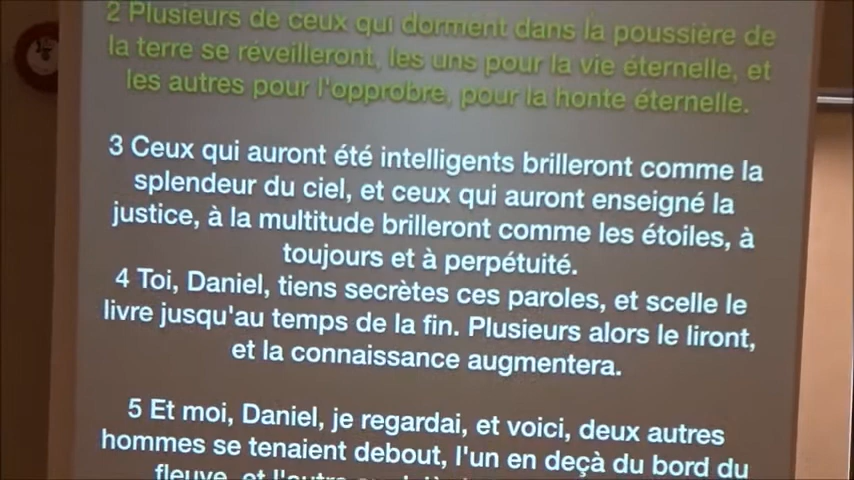 2 Plusieurs de ceux qui dorment dans la poussière de
la terre se réveilleront, les uns pour la vie éternelle, et
les autres pour l'opprobre, pour la honte éternelle.
3 Ceux qui auront été intelligents brilleront comme la
splendeur du ciel, et ceux qui auront enseigné la
justice, à la multitude brilleront comme les étoiles, à
toujours et à perpétuité.
4 Toi, Daniel, tiens secrètes ces paroles, et scelle le
livre jusqu'au temps de la fin. Plusieurs alors le liront,
et la connaissance augmentera.
5 Et moi, Daniel, je regardai, et voici, deux autres
hommes se tenaient debout, l'un en deçà du bord du
fleuve, et l'autre